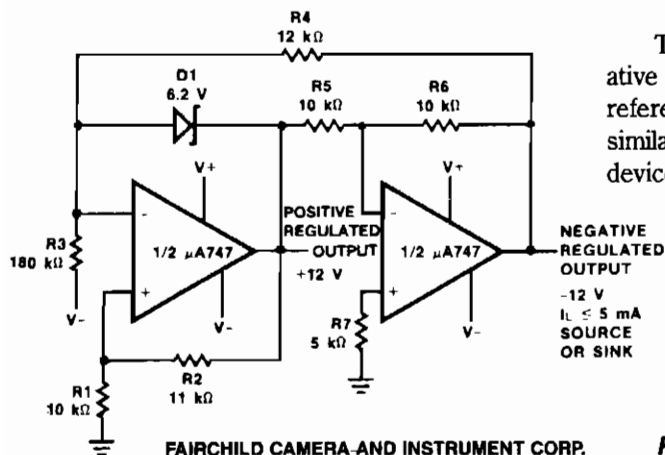 R4
12 kΩ
D1
6.2 V
R5
10 kΩ
R6
10 kΩ
T
ative
refere
simila
device
V+
V+
-
1/2 µA747
+
POSITIVE
REGULATED
OUTPUT
+12 V
-
1/2 µA747
+
NEGATIVE
REGULATED
OUTPUT
-12 V
IL ≤ 5 mA
SOURCE
OR SINK
R3
180 kΩ
V-
V-
V-
R7
5 kΩ
R2
11 kΩ
R1
10 kΩ
FAIRCHILD CAMERA AND INSTRUMENT CORP.